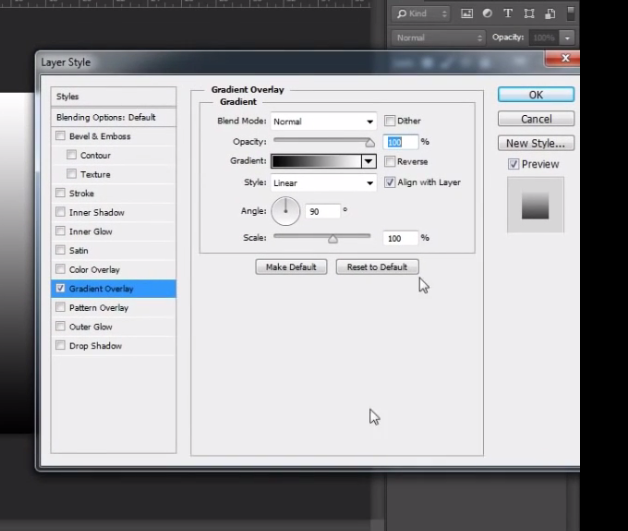 Kind
Normal
Opacity: 100%
Layer Style
Styles
Blending Options: Default
Bevel & Emboss
Contour
Texture
Stroke
Inner Shadow
Inner Glow
Satin
Color Overlay
Gradient Overlay
Pattern Overlay
Outer Glow
Drop Shadow
Gradient Overlay
Gradient
Blend Mode: Normal
Dither
Opacity: 100 %
Gradient:
Reverse
Style: Linear
Align with Layer
Angle: 90 °
Scale: 100 %
Make Default
Reset to Default
OK
Cancel
New Style...
Preview